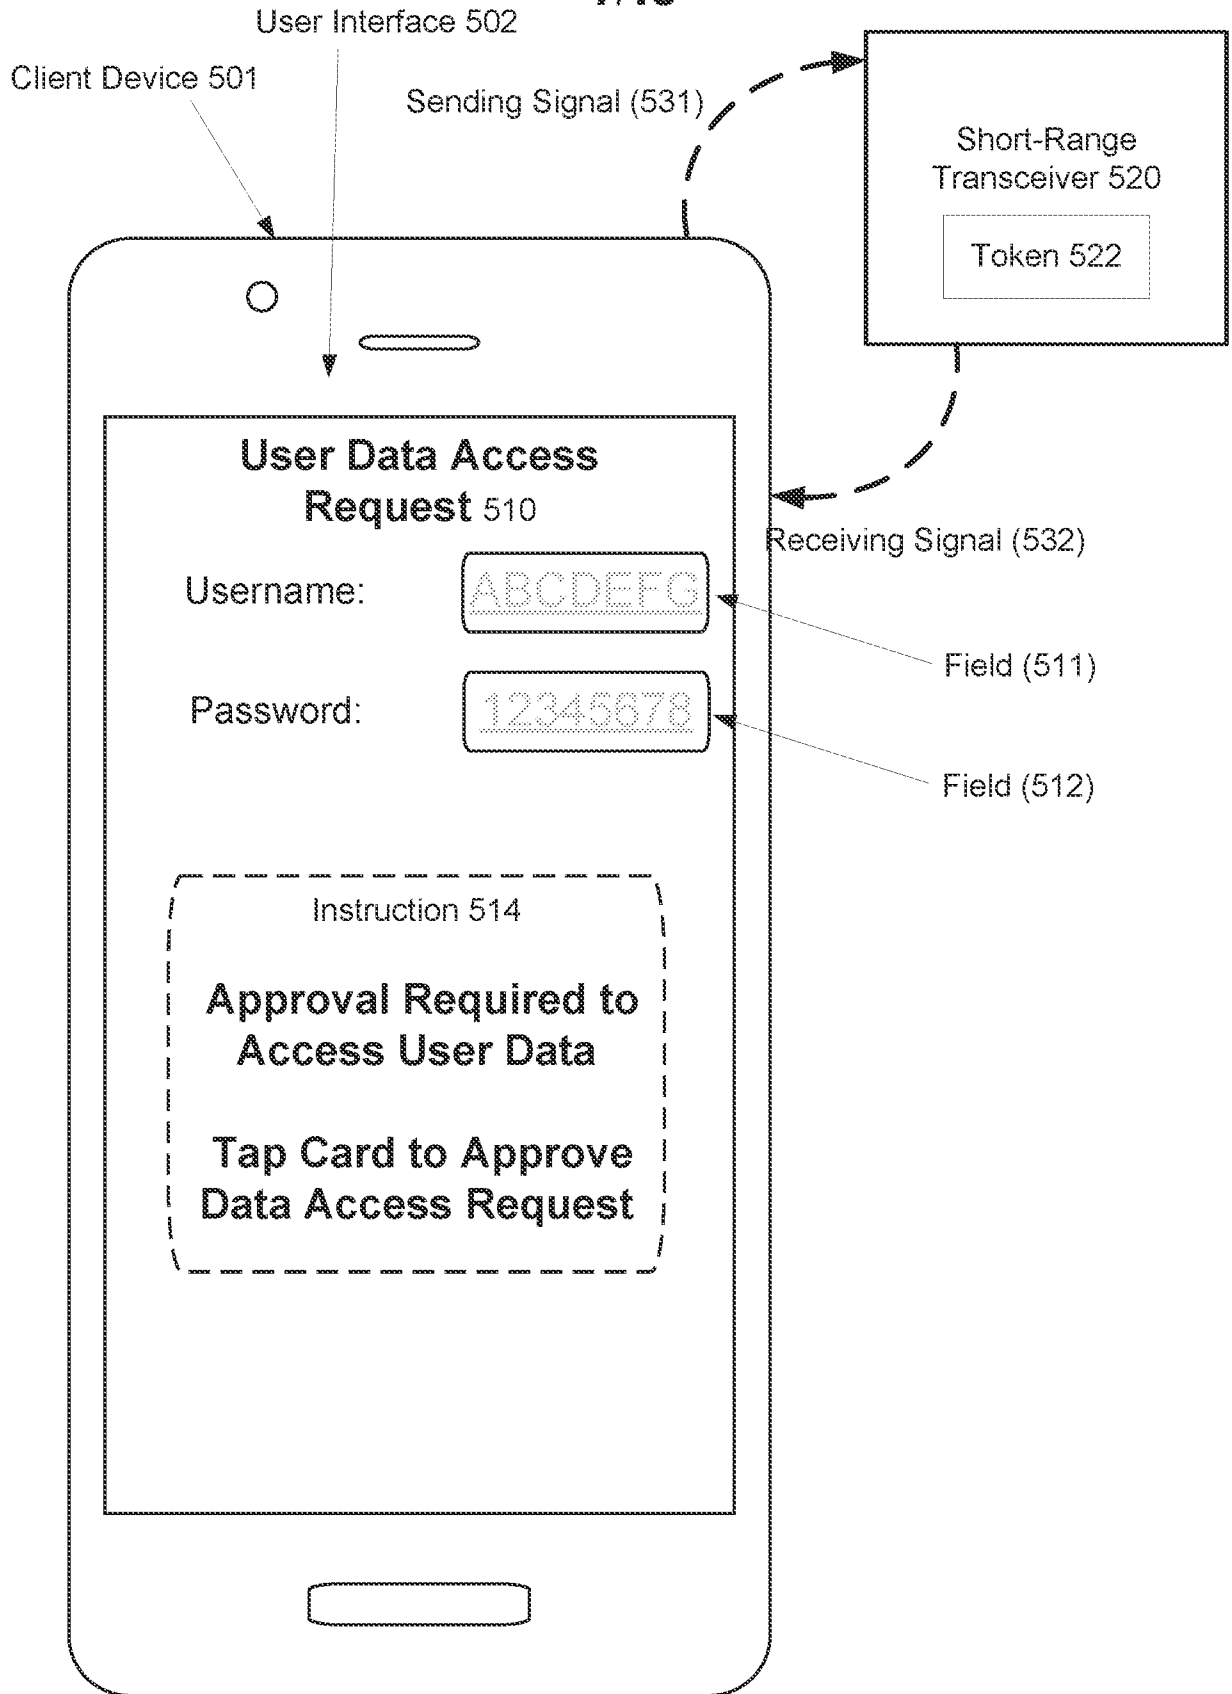 User Interface 502
Client Device 501
Sending Signal (531)
Short-Range
Transceiver 520
Token 522
User Data Access
Request 510
Receiving Signal (532)
Username:
ABCDEFG
Field (511)
Password:
12345678
Field (512)
Instruction 514
Approval Required to
Access User Data
Tap Card to Approve
Data Access Request